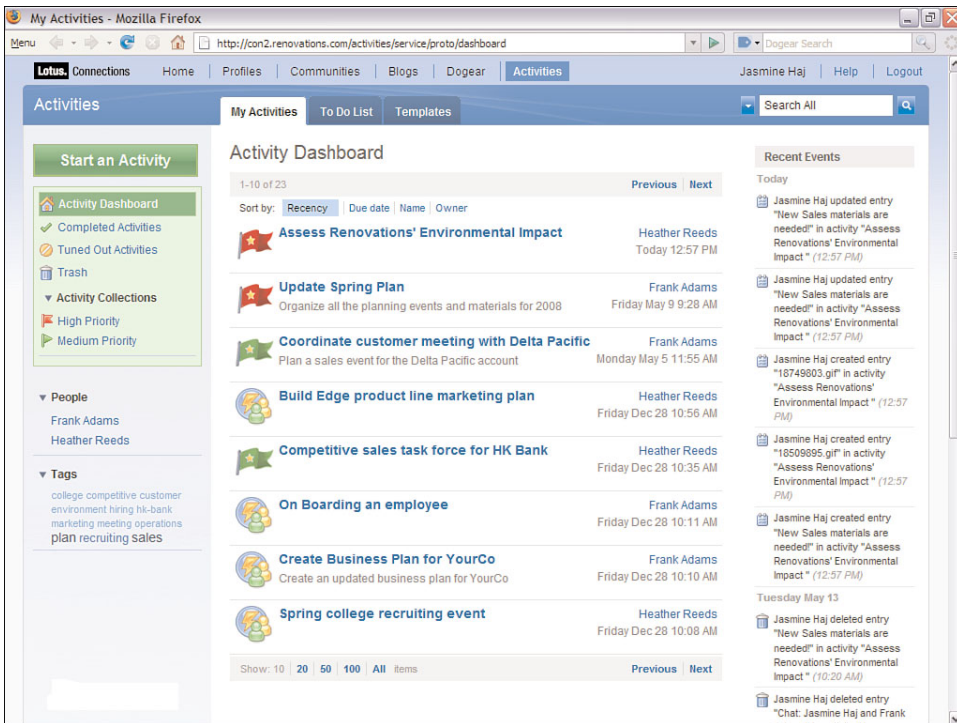 My Activities - Mozilla Firefox
Menu
http://con2.renovations.com/activities/service/proto/dashboard
Dogear Search
Lotus. Connections
Home
Profiles
Communities
Blogs
Dogear
Activities
Jasmine Haj
Help
Logout
Activities
My Activities
To Do List
Templates
Search All
Start an Activity
Activity Dashboard
Completed Activities
Tuned Out Activities
Trash
Activity Collections
High Priority
Medium Priority
People
Frank Adams
Heather Reeds
Tags
college competitive customer
environment hiring hk-bank
marketing meeting operations
plan recruiting sales
Activity Dashboard
1-10 of 23
Previous
Next
Sort by:
Recency
Due date
Name
Owner
Assess Renovations' Environmental Impact
Heather Reeds
Today 12:57 PM
Update Spring Plan
Frank Adams
Organize all the planning events and materials for 2008
Friday May 9 9:28 AM
Coordinate customer meeting with Delta Pacific
Frank Adams
Plan a sales event for the Delta Pacific account
Monday May 5 11:55 AM
Build Edge product line marketing plan
Heather Reeds
Friday Dec 28 10:56 AM
Competitive sales task force for HK Bank
Heather Reeds
Friday Dec 28 10:35 AM
On Boarding an employee
Frank Adams
Friday Dec 28 10:11 AM
Create Business Plan for YourCo
Frank Adams
Create an updated business plan for YourCo
Friday Dec 28 10:10 AM
Spring college recruiting event
Heather Reeds
Friday Dec 28 10:08 AM
Show: 10
20
50
100
All
items
Previous
Next
Recent Events
Today
Jasmine Haj updated entry
"New Sales materials are
needed!" in activity "Assess
Renovations' Environmental
Impact " (12:57 PM)
Jasmine Haj updated entry
"New Sales materials are
needed!" in activity "Assess
Renovations' Environmental
Impact " (12:57 PM)
Jasmine Haj created entry
"18749803.gif" in activity
"Assess Renovations'
Environmental Impact " (12:57
PM)
Jasmine Haj created entry
"18509895.gif" in activity
"Assess Renovations'
Environmental Impact " (12:57
PM)
Jasmine Haj created entry
"New Sales materials are
needed!" in activity "Assess
Renovations' Environmental
Impact " (12:57 PM)
Tuesday May 13
Jasmine Haj deleted entry
"New Sales materials are
needed!" in activity "Assess
Renovations' Environmental
Impact " (10:20 AM)
Jasmine Haj deleted entry
"Chat: Jasmine Haj and Frank